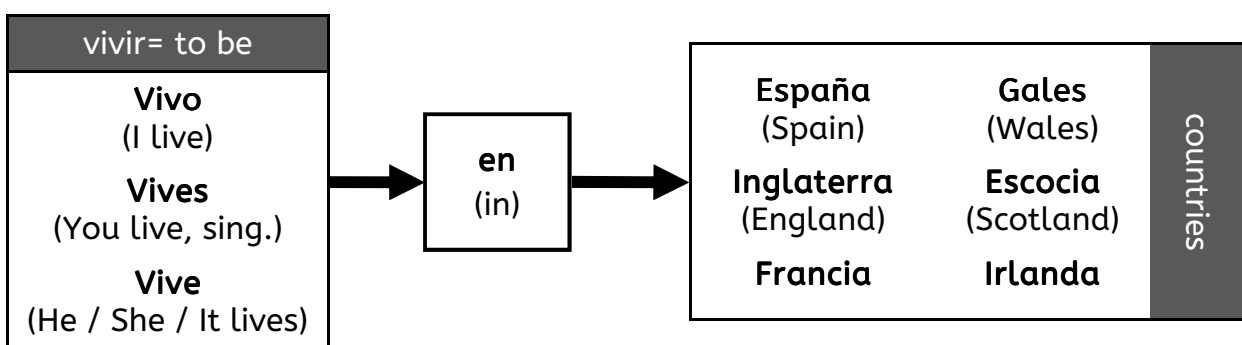 vivir= to be
Vivo
(I live)
Vives
(You live, sing.)
Vive
(He / She / It lives)
en
(in)
España
(Spain)
Gales
(Wales)
Inglaterra
(England)
Escocia
(Scotland)
Francia
Irlanda
countries